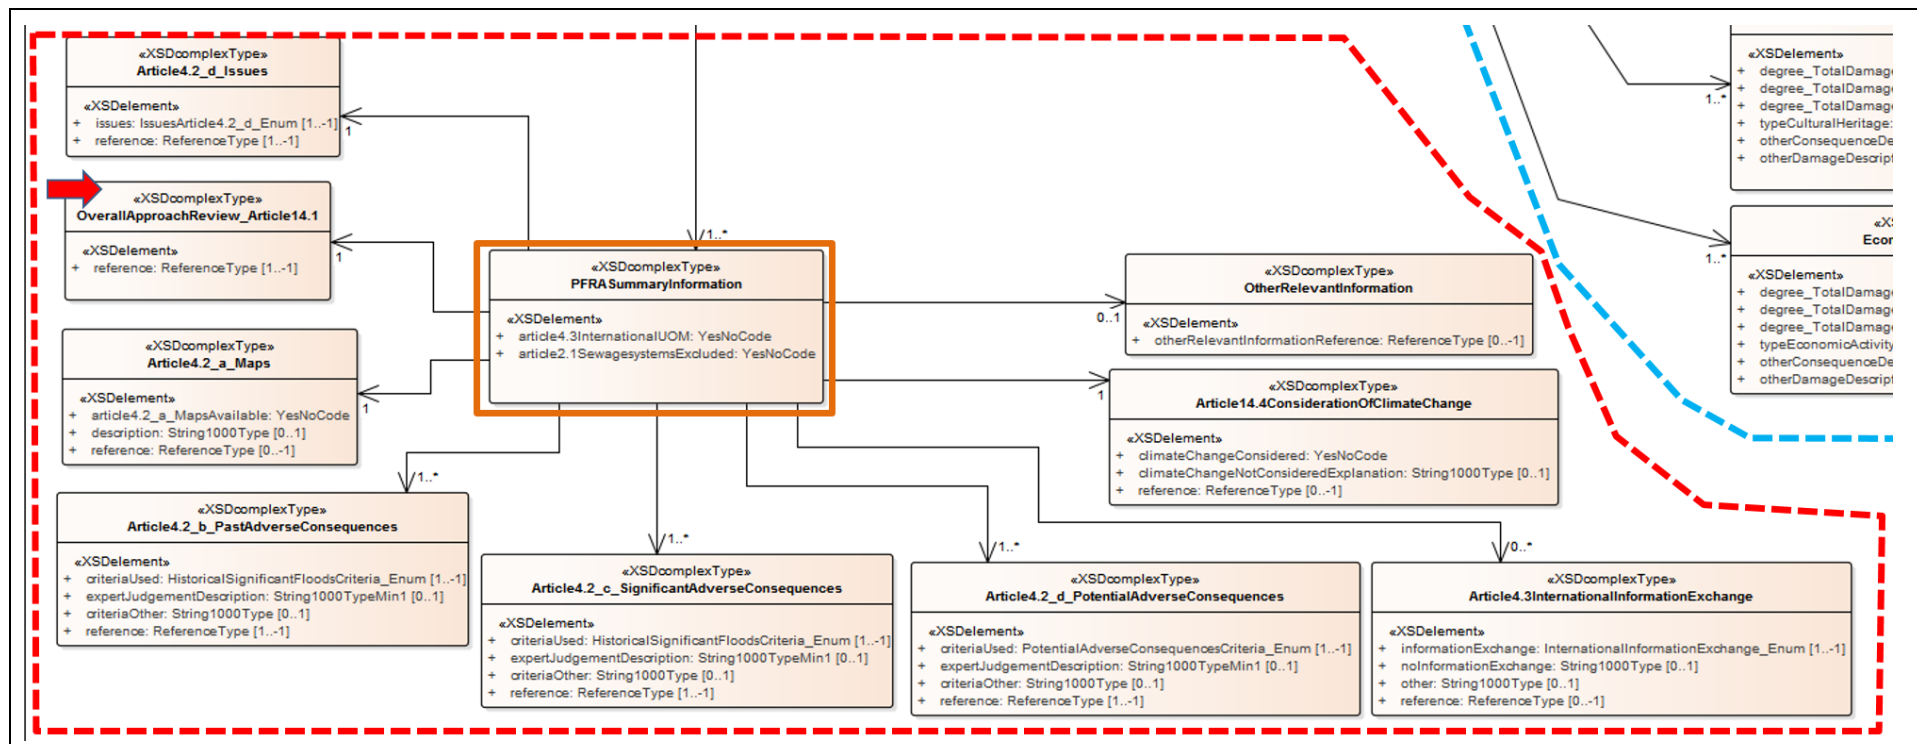 «XSDcomplexType»
Article4.2_d_Issues
«XSDelement»
+ issues: IssuesArticle4.2_d_Enum [1..-1]
+ reference: ReferenceType [1..-1]
1
«XSDcomplexType»
OverallApproachReview_Article14.1
«XSDelement»
+ reference: ReferenceType [1..-1]
1
«XSDcomplexType»
Article4.2_a_Maps
«XSDelement»
+ article4.2_a_MapsAvailable: YesNoCode
+ description: String1000Type [0..1]
+ reference: ReferenceType [0..-1]
1
1..*
«XSDcomplexType»
PFRASummaryInformation
«XSDelement»
+ article4.3InternationalUOM: YesNoCode
+ article2.1SewagesystemsExcluded: YesNoCode
0..1
«XSDcomplexType»
OtherRelevantInformation
«XSDelement»
+ otherRelevantInformationReference: ReferenceType [0..-1]
1
«XSDcomplexType»
Article14.4ConsiderationOfClimateChange
«XSDelement»
+ climateChangeConsidered: YesNoCode
+ climateChangeNotConsideredExplanation: String1000Type [0..1]
+ reference: ReferenceType [0..-1]
1..*
«XSDcomplexType»
Article4.2_b_PastAdverseConsequences
«XSDelement»
+ criteriaUsed: HistoricalSignificantFloodsCriteria_Enum [1..-1]
+ expertJudgementDescription: String1000TypeMin1 [0..1]
+ criteriaOther: String1000Type [0..1]
+ reference: ReferenceType [1..-1]
1..*
«XSDcomplexType»
Article4.2_c_SignificantAdverseConsequences
«XSDelement»
+ criteriaUsed: HistoricalSignificantFloodsCriteria_Enum [1..-1]
+ expertJudgementDescription: String1000TypeMin1 [0..1]
+ criteriaOther: String1000Type [0..1]
+ reference: ReferenceType [1..-1]
1..*
«XSDcomplexType»
Article4.2_d_PotentialAdverseConsequences
«XSDelement»
+ criteriaUsed: PotentialAdverseConsequencesCriteria_Enum [1..-1]
+ expertJudgementDescription: String1000TypeMin1 [0..1]
+ criteriaOther: String1000Type [0..1]
+ reference: ReferenceType [1..-1]
0..*
«XSDcomplexType»
Article4.3InternationalInformationExchange
«XSDelement»
+ informationExchange: InternationalInformationExchange_Enum [1..-1]
+ noInformationExchange: String1000Type [0..1]
+ other: String1000Type [0..1]
+ reference: ReferenceType [0..-1]
1..*
«XSDelement»
+ degree_TotalDamage
+ degree_TotalDamage
+ degree_TotalDamage
+ typeCulturalHeritage:
+ otherConsequenceDe
+ otherDamageDescript
1..*
«XS
Econ
«XSDelement»
+ degree_TotalDamage
+ degree_TotalDamage
+ degree_TotalDamage
+ typeEconomicActivity
+ otherConsequenceDe
+ otherDamageDescript